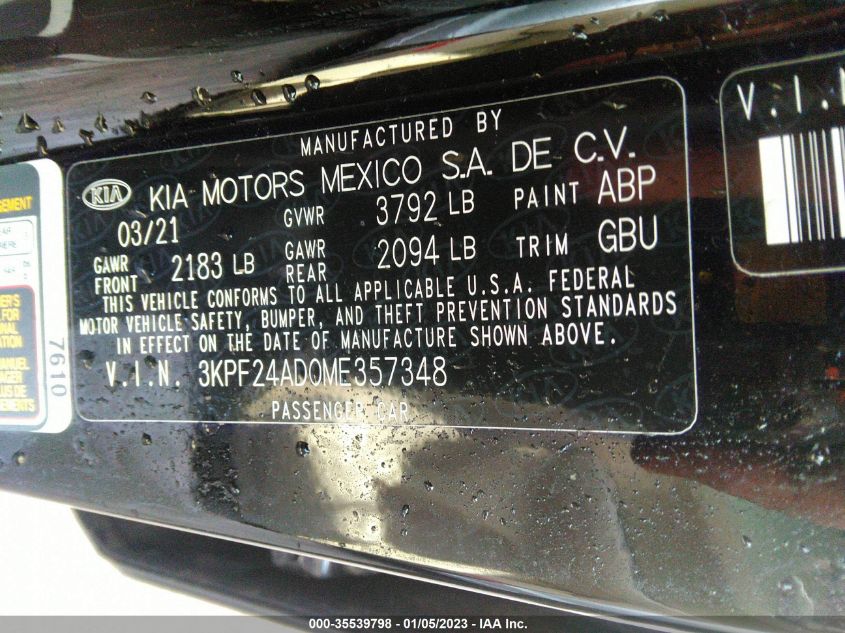 MANUFACTURED BY
KIA KIA MOTORS MEXICO S.A. DE C.V.
03/21 GVWR 3792 LB PAINT ABP
GAWR FRONT 2183 LB GAWR REAR 2094 LB TRIM GBU
THIS VEHICLE CONFORMS TO ALL APPLICABLE U.S.A. FEDERAL
MOTOR VEHICLE SAFETY, BUMPER, AND THEFT PREVENTION STANDARDS
IN EFFECT ON THE DATE OF MANUFACTURE SHOWN ABOVE.
V.I.N. 3KPF24AD0ME357348
PASSENGER CAR
V.I.N
7610
000-35539798 - 01/05/2023 - IAA Inc.